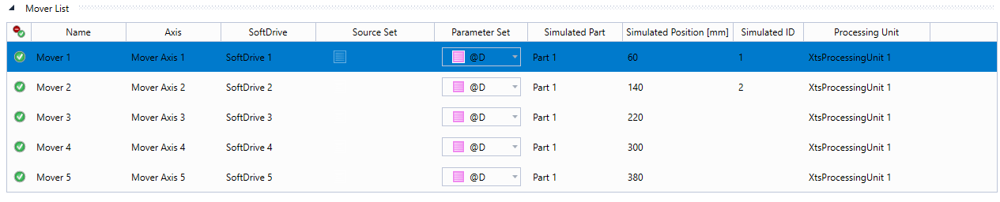 Mover List
Name Axis SoftDrive Source Set Parameter Set Simulated Part Simulated Position [mm] Simulated ID Processing Unit
Mover 1 Mover Axis 1 SoftDrive 1 @D Part 1 60 1 XtsProcessingUnit 1
Mover 2 Mover Axis 2 SoftDrive 2 @D Part 1 140 2 XtsProcessingUnit 1
Mover 3 Mover Axis 3 SoftDrive 3 @D Part 1 220 XtsProcessingUnit 1
Mover 4 Mover Axis 4 SoftDrive 4 @D Part 1 300 XtsProcessingUnit 1
Mover 5 Mover Axis 5 SoftDrive 5 @D Part 1 380 XtsProcessingUnit 1